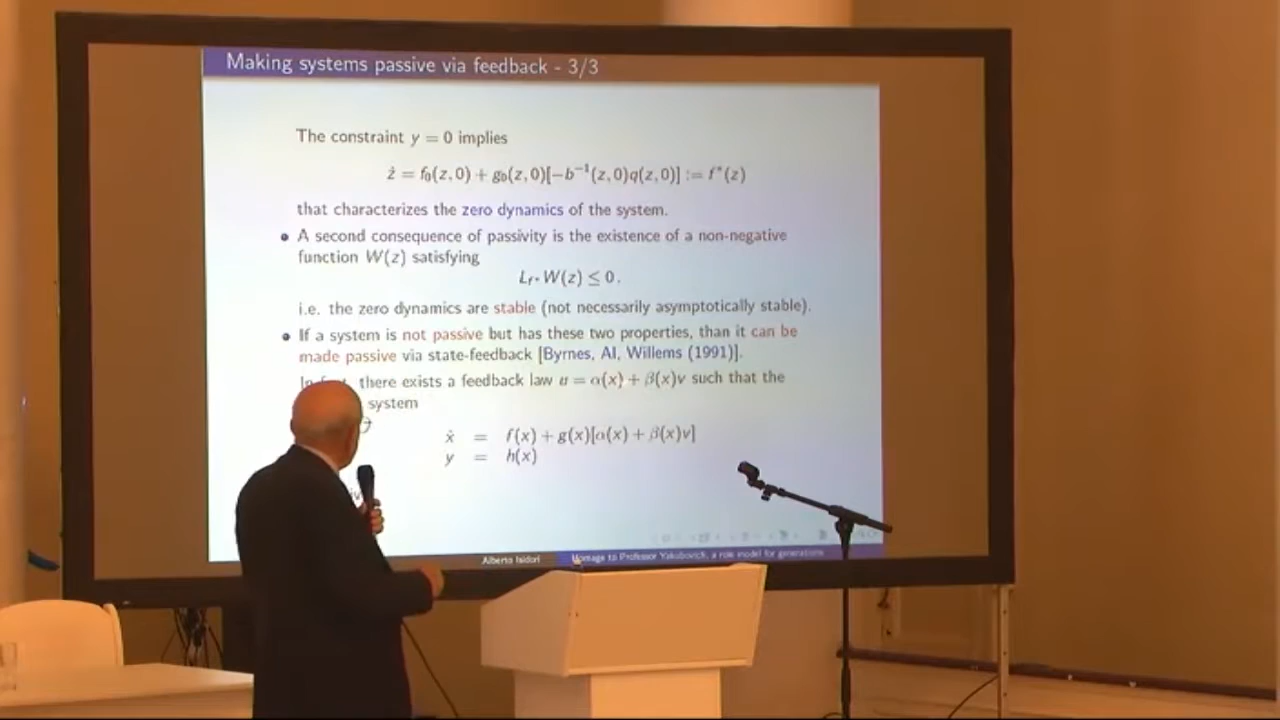 Making systems passive via feedback - 3/3
The constraint y = 0 implies
ż = f₀(z, 0) + g₀(z, 0)[−b⁻¹(z, 0)q(z, 0)] := f*(z)
that characterizes the zero dynamics of the system.
• A second consequence of passivity is the existence of a non-negative
function W(z) satisfying
L_f* W(z) ≤ 0.
i.e. the zero dynamics are stable (not necessarily asymptotically stable).
• If a system is not passive but has these two properties, than it can be
made passive via state-feedback [Byrnes, AI, Willems (1991)].
there exists a feedback law u = α(x) + β(x)v such that the
system
ẋ = f(x) + g(x)[α(x) + β(x)v]
y = h(x)
Alberto Isidori Homage to Professor Yakubovich, a role model for generations